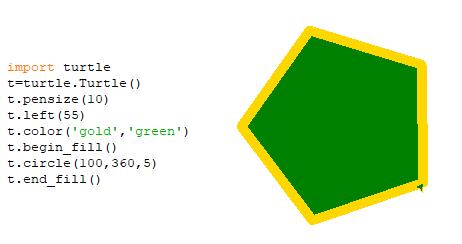 import turtle
t=turtle.Turtle()
t.pensize(10)
t.left(55)
t.color('gold','green')
t.begin_fill()
t.circle(100,360,5)
t.end_fill()